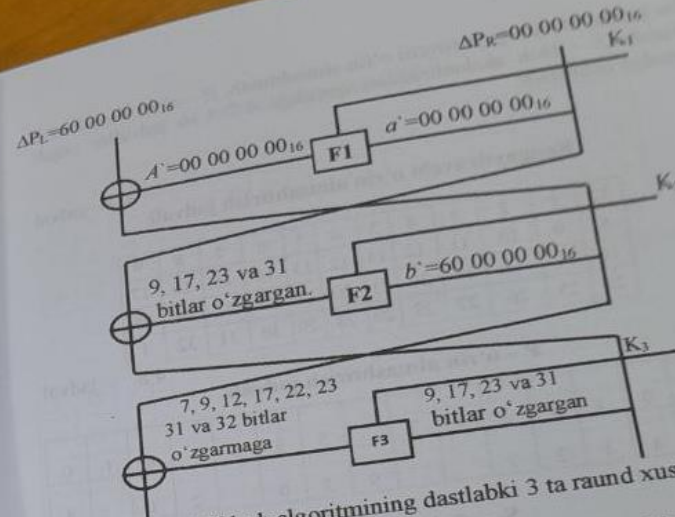 ΔP_R=00 00 00 00₁₆
K₁
ΔP_L=60 00 00 00₁₆
A`=00 00 00 00₁₆
F1
a`=00 00 00 00₁₆
9, 17, 23 va 31
bitlar o‘zgargan.
F2
b`=60 00 00 00₁₆
K₃
7, 9, 12, 17, 22, 23
31 va 32 bitlar
o‘zgarmaga
F3
9, 17, 23 va 31
bitlar o‘zgargan
algoritmining dastlabki 3 ta raund xus